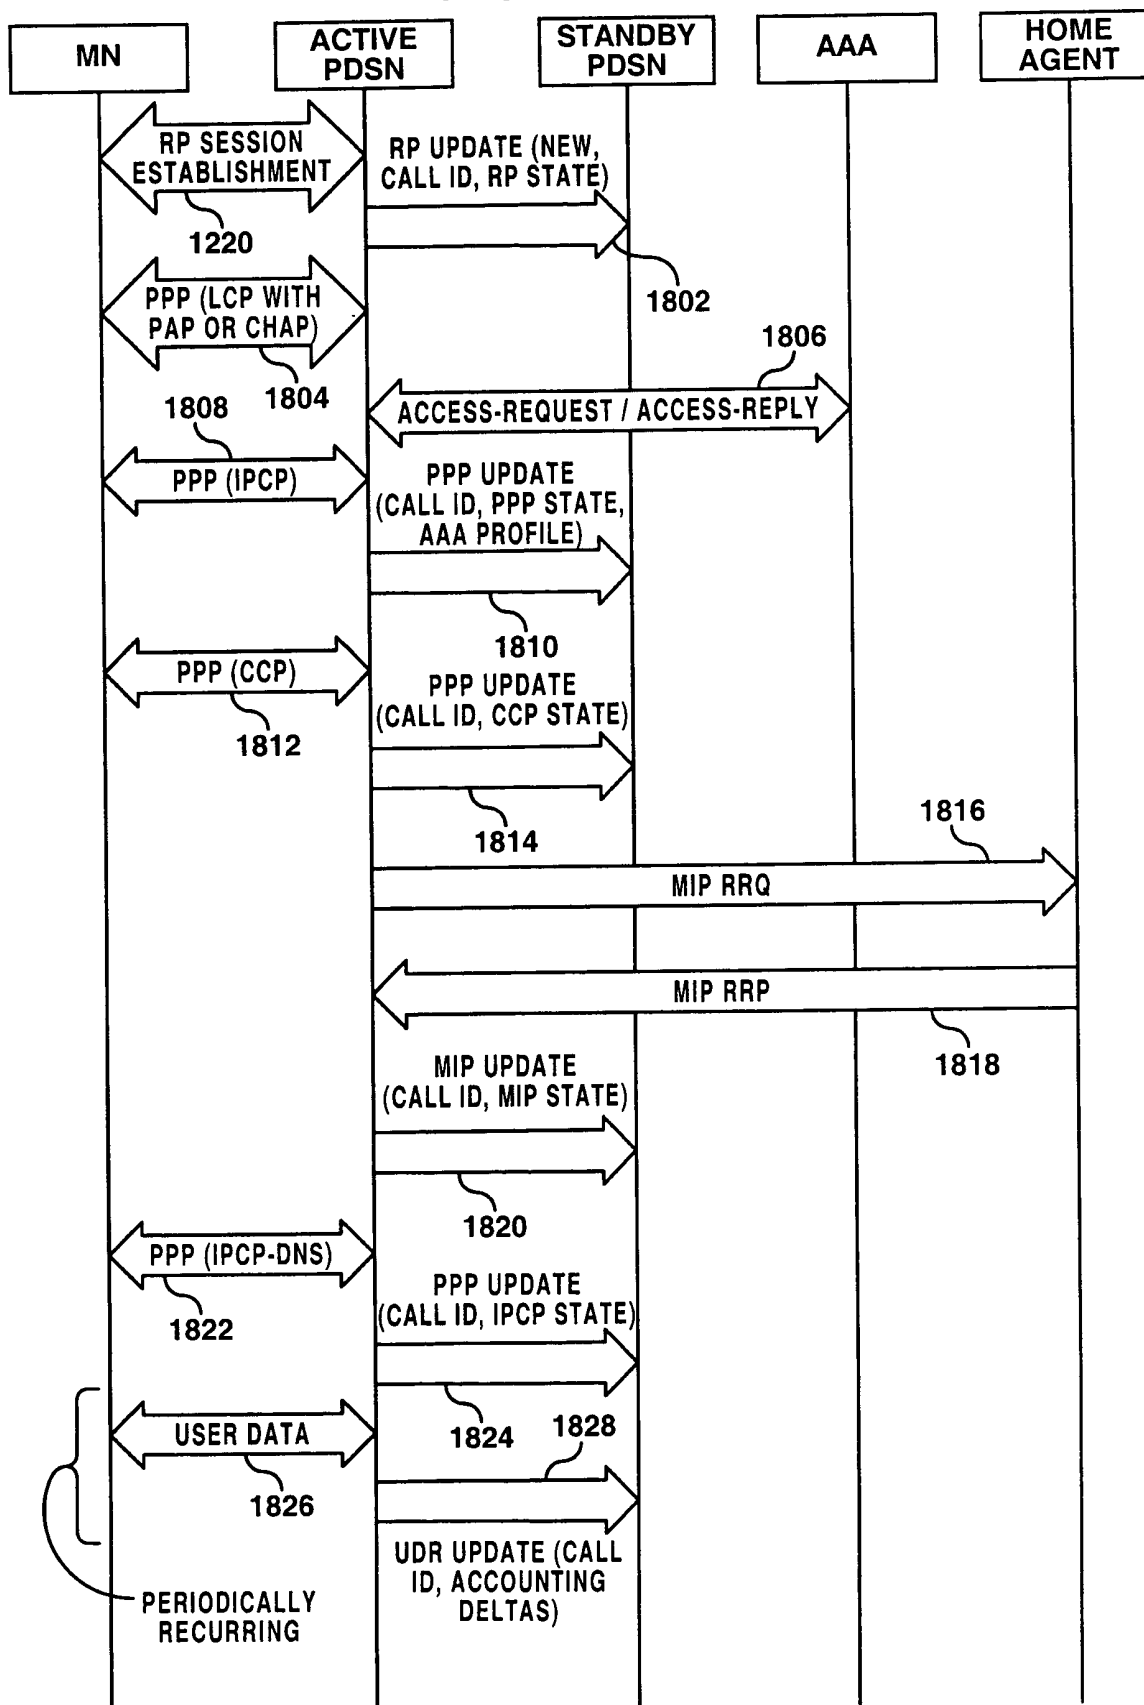 MN
ACTIVE
PDSN
STANDBY
PDSN
AAA
HOME
AGENT
RP SESSION
ESTABLISHMENT
1220
RP UPDATE (NEW,
CALL ID, RP STATE)
1802
PPP (LCP WITH
PAP OR CHAP)
1804
1806
ACCESS-REQUEST / ACCESS-REPLY
1808
PPP (IPCP)
PPP UPDATE
(CALL ID, PPP STATE,
AAA PROFILE)
1810
PPP (CCP)
1812
PPP UPDATE
(CALL ID, CCP STATE)
1814
1816
MIP RRQ
MIP RRP
1818
MIP UPDATE
(CALL ID, MIP STATE)
1820
PPP (IPCP-DNS)
1822
PPP UPDATE
(CALL ID, IPCP STATE)
1824
USER DATA
1826
1828
UDR UPDATE (CALL
ID, ACCOUNTING
DELTAS)
PERIODICALLY
RECURRING